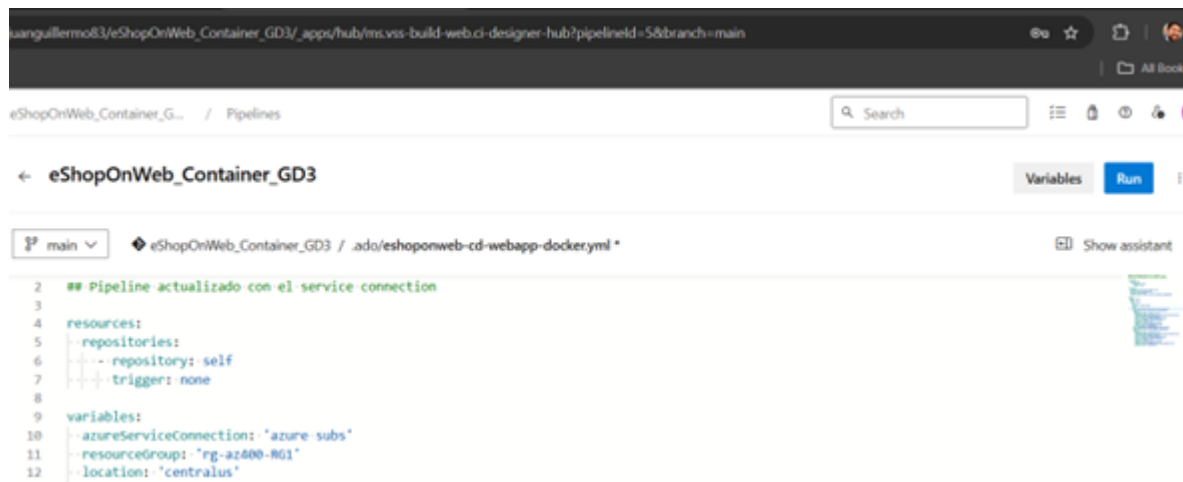 uanguillermo83/eShopOnWeb_Container_GD3/_apps/hub/ms.vss-build-web.ci-designer-hub?pipelineId=5&branch=main
All Book
eShopOnWeb_Container_G... / Pipelines
Search
← eShopOnWeb_Container_GD3
Variables
Run
main
eShopOnWeb_Container_GD3 / .ado/eshoponweb-cd-webapp-docker.yml *
Show assistant
2 ## Pipeline actualizado con el service connection
3
4 resources:
5 repositories:
6 - repository: self
7 trigger: none
8
9 variables:
10 azureServiceConnection: 'azure subs'
11 resourceGroup: 'rg-az400-RG1'
12 location: 'centralus'